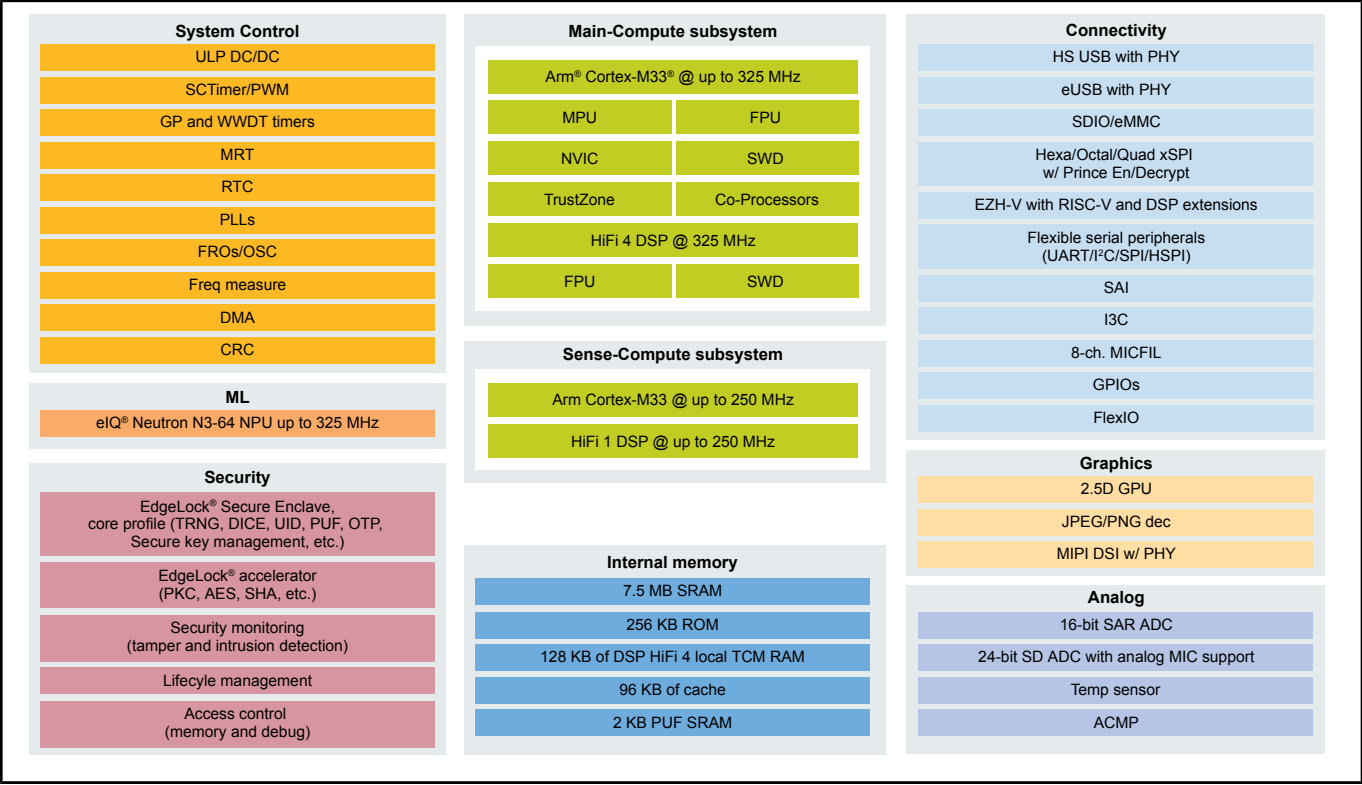 System Control
ULP DC/DC
SCTimer/PWM
GP and WWDT timers
MRT
RTC
PLLs
FROs/OSC
Freq measure
DMA
CRC
ML
eIQ® Neutron N3-64 NPU up to 325 MHz
Security
EdgeLock® Secure Enclave,
core profile (TRNG, DICE, UID, PUF, OTP,
Secure key management, etc.)
EdgeLock® accelerator
(PKC, AES, SHA, etc.)
Security monitoring
(tamper and intrusion detection)
Lifecyle management
Access control
(memory and debug)
Main-Compute subsystem
Arm® Cortex-M33® @ up to 325 MHz
MPU
FPU
NVIC
SWD
TrustZone
Co-Processors
HiFi 4 DSP @ 325 MHz
FPU
SWD
Sense-Compute subsystem
Arm Cortex-M33 @ up to 250 MHz
HiFi 1 DSP @ up to 250 MHz
Internal memory
7.5 MB SRAM
256 KB ROM
128 KB of DSP HiFi 4 local TCM RAM
96 KB of cache
2 KB PUF SRAM
Connectivity
HS USB with PHY
eUSB with PHY
SDIO/eMMC
Hexa/Octal/Quad xSPI
w/ Prince En/Decrypt
EZH-V with RISC-V and DSP extensions
Flexible serial peripherals
(UART/I²C/SPI/HSPI)
SAI
I3C
8-ch. MICFIL
GPIOs
FlexIO
Graphics
2.5D GPU
JPEG/PNG dec
MIPI DSI w/ PHY
Analog
16-bit SAR ADC
24-bit SD ADC with analog MIC support
Temp sensor
ACMP